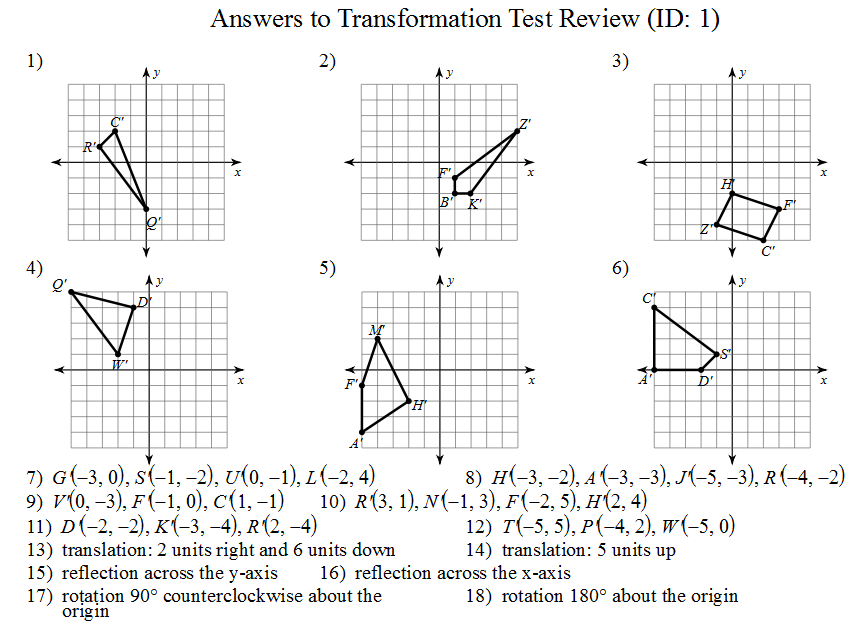 Answers to Transformation Test Review (ID: 1)
1) 2) 3)
y y y
C' Z'
R' F' H' F'
x x x
B' K' Z'
Q' C'
4) 5) 6)
y y y
Q' D' C'
M' S'
W' F' A' D'
x x x
H'
A'
7) G'(−3, 0), S'(−1, −2), U'(0, −1), L'(−2, 4) 8) H'(−3, −2), A'(−3, −3), J'(−5, −3), R'(−4, −2)
9) V'(0, −3), F'(−1, 0), C'(1, −1) 10) R'(3, 1), N'(−1, 3), F'(−2, 5), H'(2, 4)
11) D'(−2, −2), K'(−3, −4), R'(2, −4) 12) T'(−5, 5), P'(−4, 2), W'(−5, 0)
13) translation: 2 units right and 6 units down 14) translation: 5 units up
15) reflection across the y-axis 16) reflection across the x-axis
17) rotation 90° counterclockwise about the 18) rotation 180° about the origin
origin